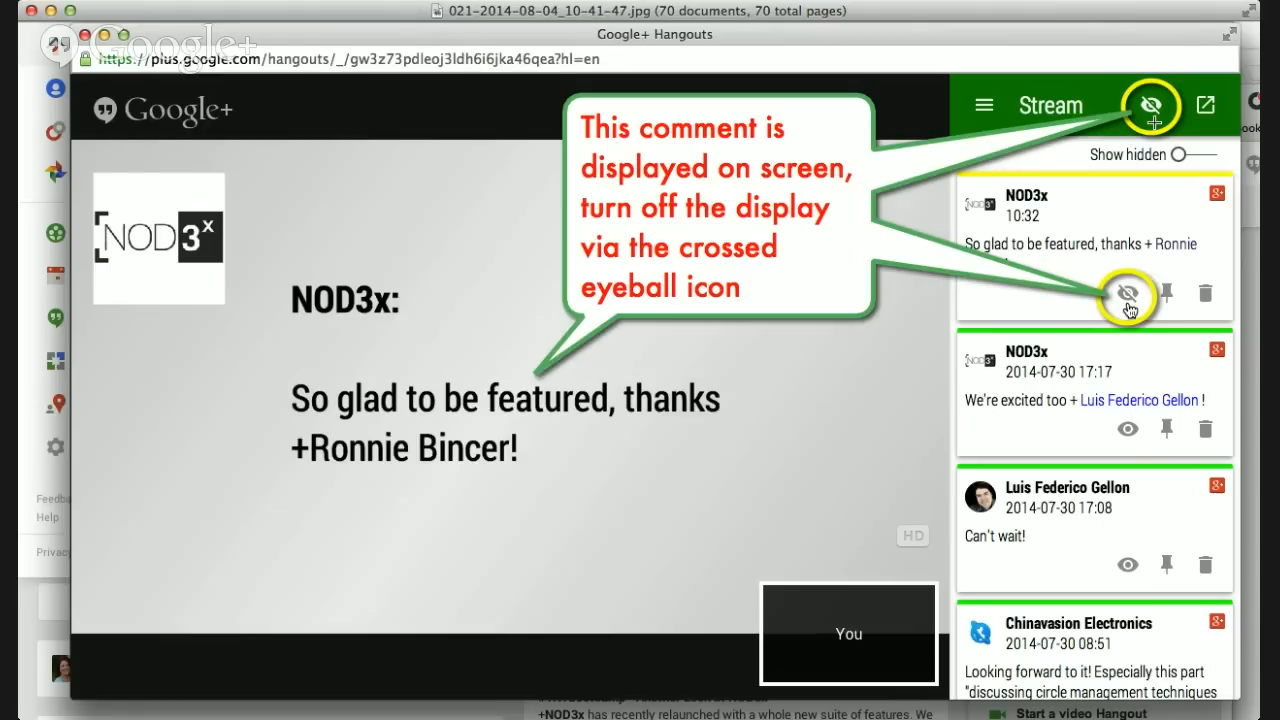 021-2014-08-04_10-41-47.jpg (70 documents, 70 total pages)
Google+ Hangouts
Google+
https://plus.google.com/hangouts/_/gw3z73pdleoj3ldh6i6jka46qea?hl=en
Google+
Stream
Show hidden
This comment is
displayed on screen,
turn off the display
via the crossed
eyeball icon
NOD3x
NOD3x:
So glad to be featured, thanks
+Ronnie Bincer!
HD
You
NOD3x
10:32
So glad to be featured, thanks + Ronnie
NOD3x
2014-07-30 17:17
We're excited too + Luis Federico Gellon !
Luis Federico Gellon
2014-07-30 17:08
Can't wait!
Chinavasion Electronics
2014-07-30 08:51
Looking forward to it! Especially this part
"discussing circle management techniques
Feedba
Help
Privac
+NOD3x has recently relaunched with a whole new suite of features. We
Start a video Hangout